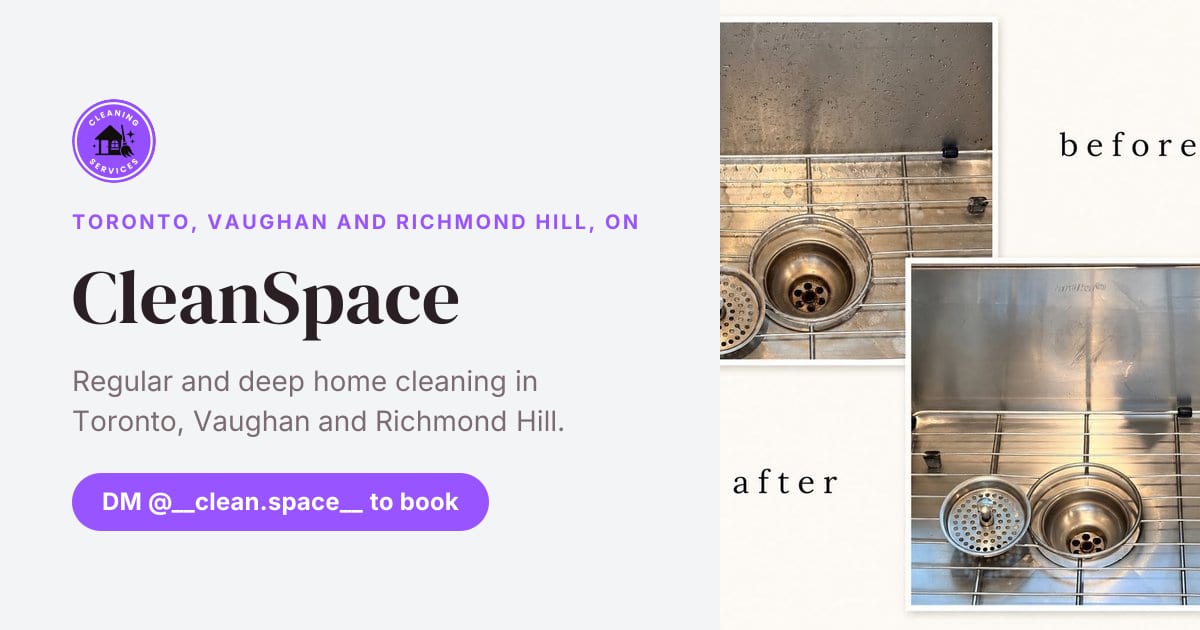 CLEANING
SERVICES
TORONTO, VAUGHAN AND RICHMOND HILL, ON
CleanSpace
Regular and deep home cleaning in
Toronto, Vaughan and Richmond Hill.
DM @__clean.space__ to book
before
after